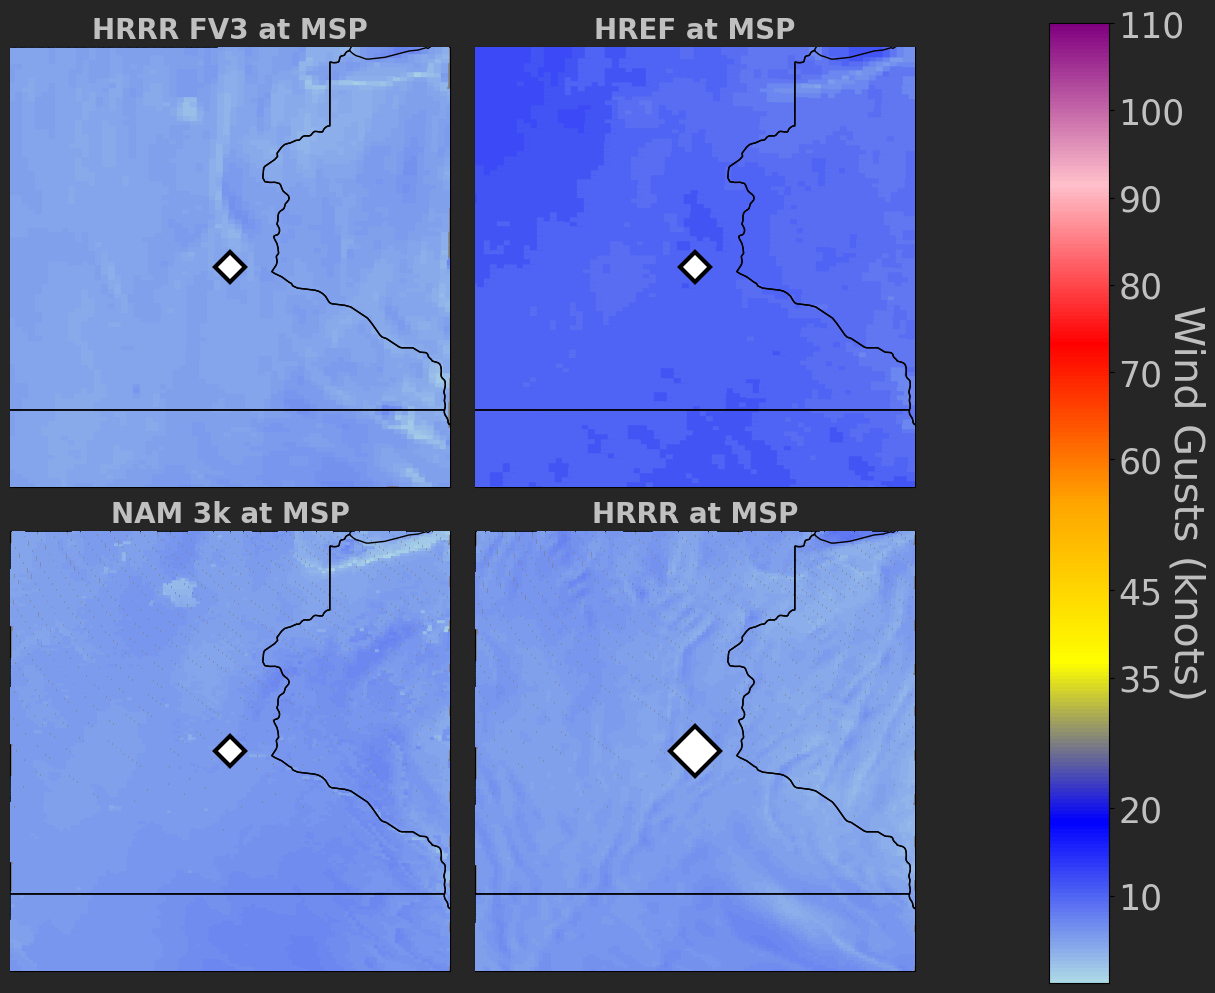 HRRR FV3 at MSP
HREF at MSP
NAM 3k at MSP
HRRR at MSP
110
100
90
80
70
60
45
35
20
10
Wind Gusts (knots)